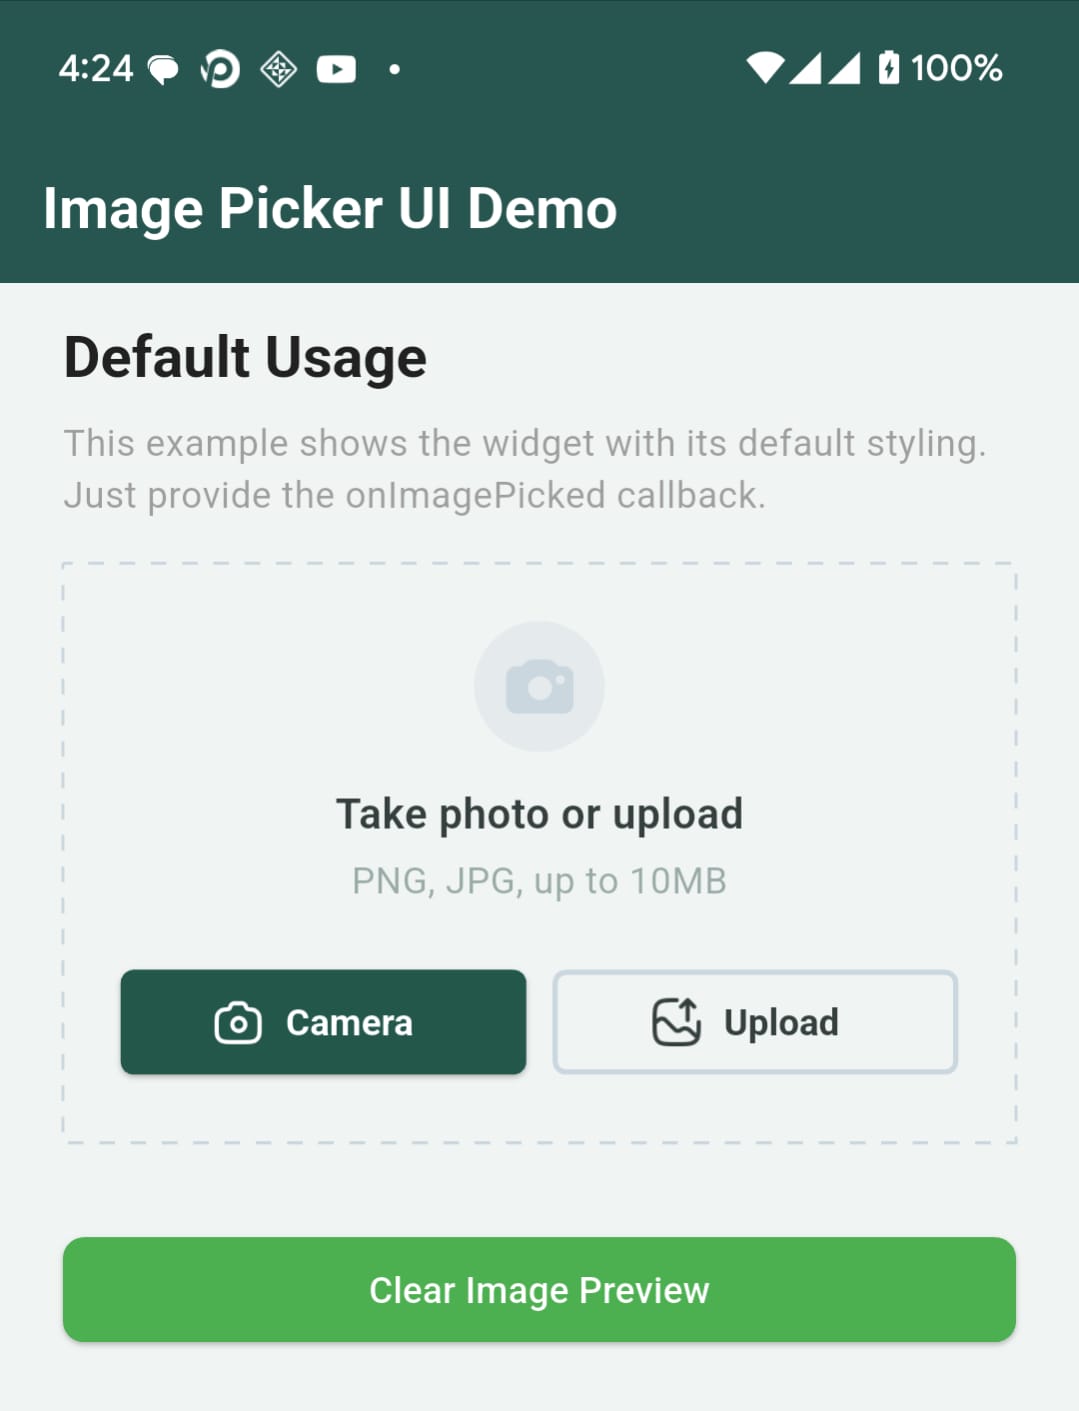 4:24
100%
Image Picker UI Demo
Default Usage
This example shows the widget with its default styling.
Just provide the onImagePicked callback.
Take photo or upload
PNG, JPG, up to 10MB
Camera
Upload
Clear Image Preview